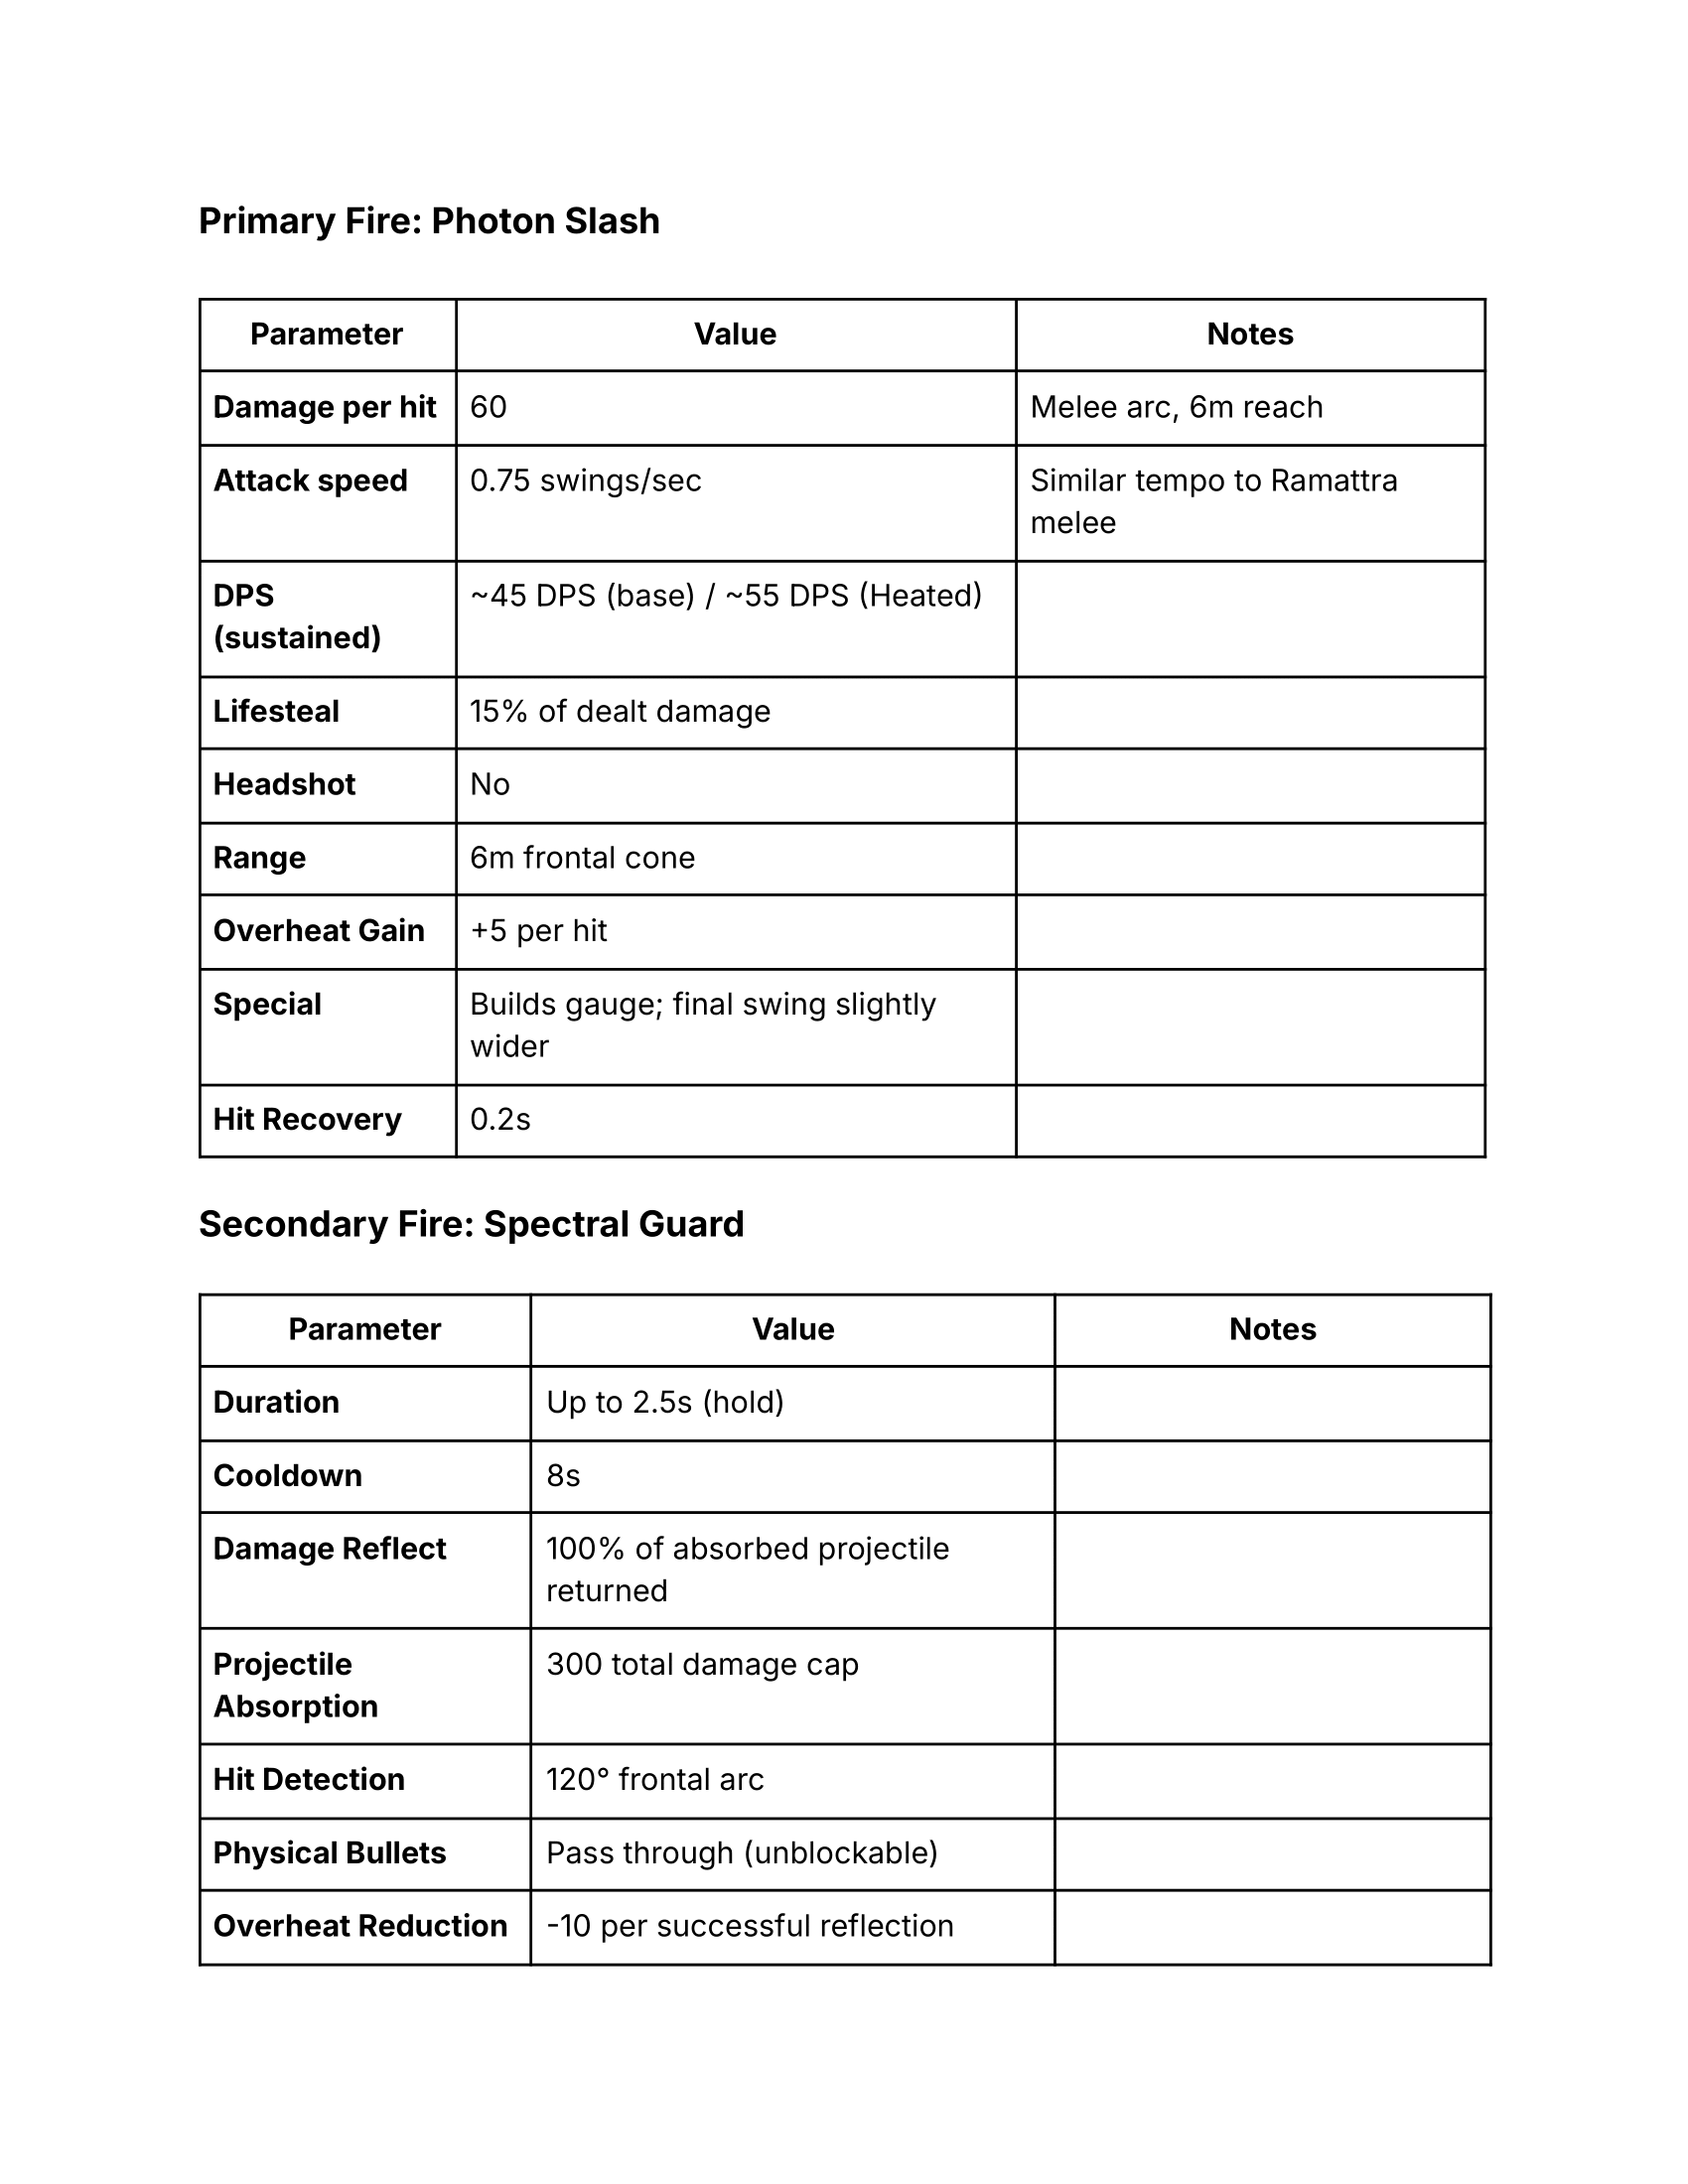 Primary Fire: Photon Slash
Parameter Value Notes
Damage per hit 60 Melee arc, 6m reach
Attack speed 0.75 swings/sec Similar tempo to Ramattra
melee
DPS ~45 DPS (base) / ~55 DPS (Heated)
(sustained)
Lifesteal 15% of dealt damage
Headshot No
Range 6m frontal cone
Overheat Gain +5 per hit
Special Builds gauge; final swing slightly
wider
Hit Recovery 0.2s
Secondary Fire: Spectral Guard
Parameter Value Notes
Duration Up to 2.5s (hold)
Cooldown 8s
Damage Reflect 100% of absorbed projectile
returned
Projectile 300 total damage cap
Absorption
Hit Detection 120° frontal arc
Physical Bullets Pass through (unblockable)
Overheat Reduction -10 per successful reflection